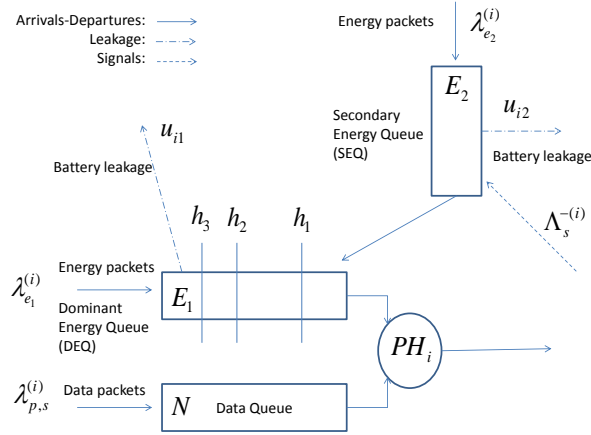 Arrivals-Departures:
Leakage:
Signals:
Energy packets
λ_{e_2}^{(i)}
E_2
Secondary
Energy Queue
(SEQ)
u_{i2}
Battery leakage
u_{i1}
Battery leakage
Λ_s^{-(i)}
h_3 h_2 h_1
λ_{e_1}^{(i)}
Energy packets
Dominant
Energy Queue
(DEQ)
E_1
PH_i
λ_{p,s}^{(i)}
Data packets
N Data Queue